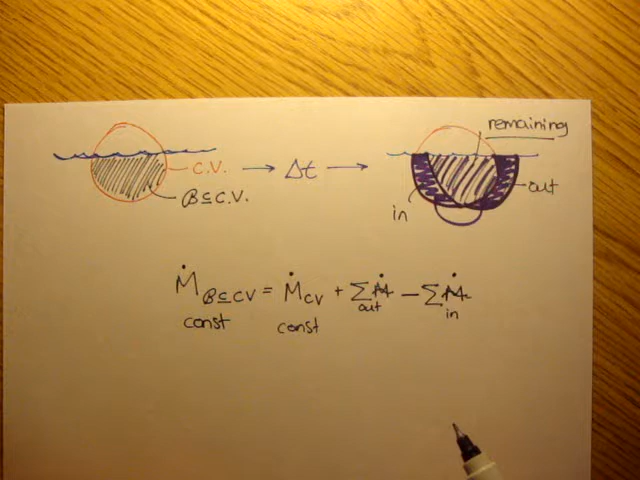 remaining
C.V. → Δt →
B⊆C.V.
in
out
Ṁ B⊆CV = Ṁ CV + ∑ Ṁ out − ∑ Ṁ in
const const